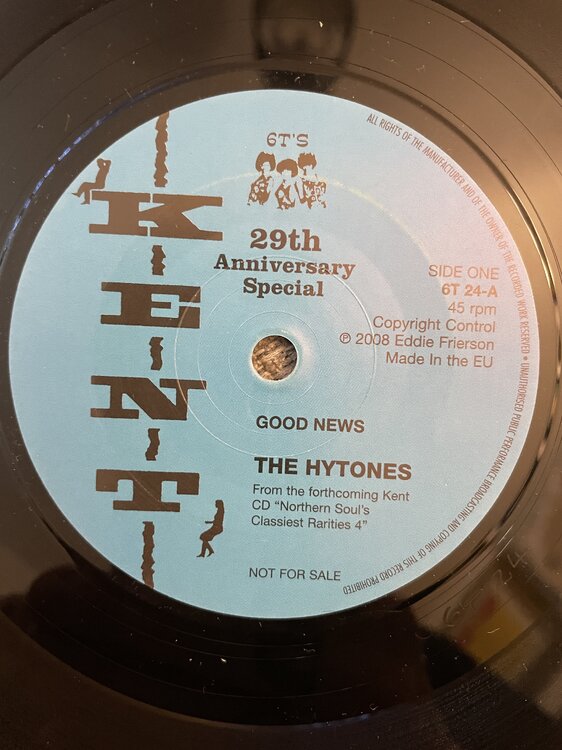 KENT
6T'S
29th
Anniversary
Special
SIDE ONE
6T 24-A
45 rpm
Copyright Control
℗ 2008 Eddie Frierson
Made In the EU
GOOD NEWS
THE HYTONES
From the forthcoming Kent
CD “Northern Soul's
Classiest Rarities 4”
NOT FOR SALE
ALL RIGHTS OF THE MANUFACTURER AND OF THE OWNER OF THE RECORDED WORK RESERVED • UNAUTHORISED PUBLIC PERFORMANCE BROADCASTING AND COPYING OF THIS RECORD PROHIBITED